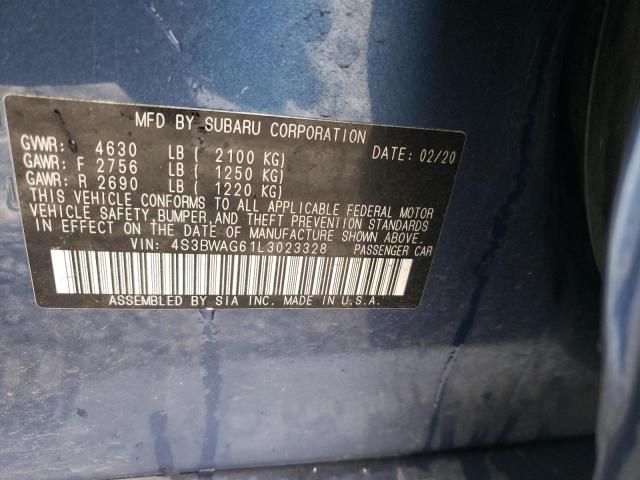 MFD BY SUBARU CORPORATION
GVWR: 4630 LB ( 2100 KG) DATE: 02/20
GAWR: F 2756 LB ( 1250 KG)
GAWR: R 2690 LB ( 1220 KG)
THIS VEHICLE CONFORMS TO ALL APPLICABLE FEDERAL MOTOR
VEHICLE SAFETY, BUMPER, AND THEFT PREVENTION STANDARDS
IN EFFECT ON THE DATE OF MANUFACTURE SHOWN ABOVE.
VIN: 4S3BWAG61L3023328 PASSENGER CAR
ASSEMBLED BY SIA INC. MADE IN U.S.A.